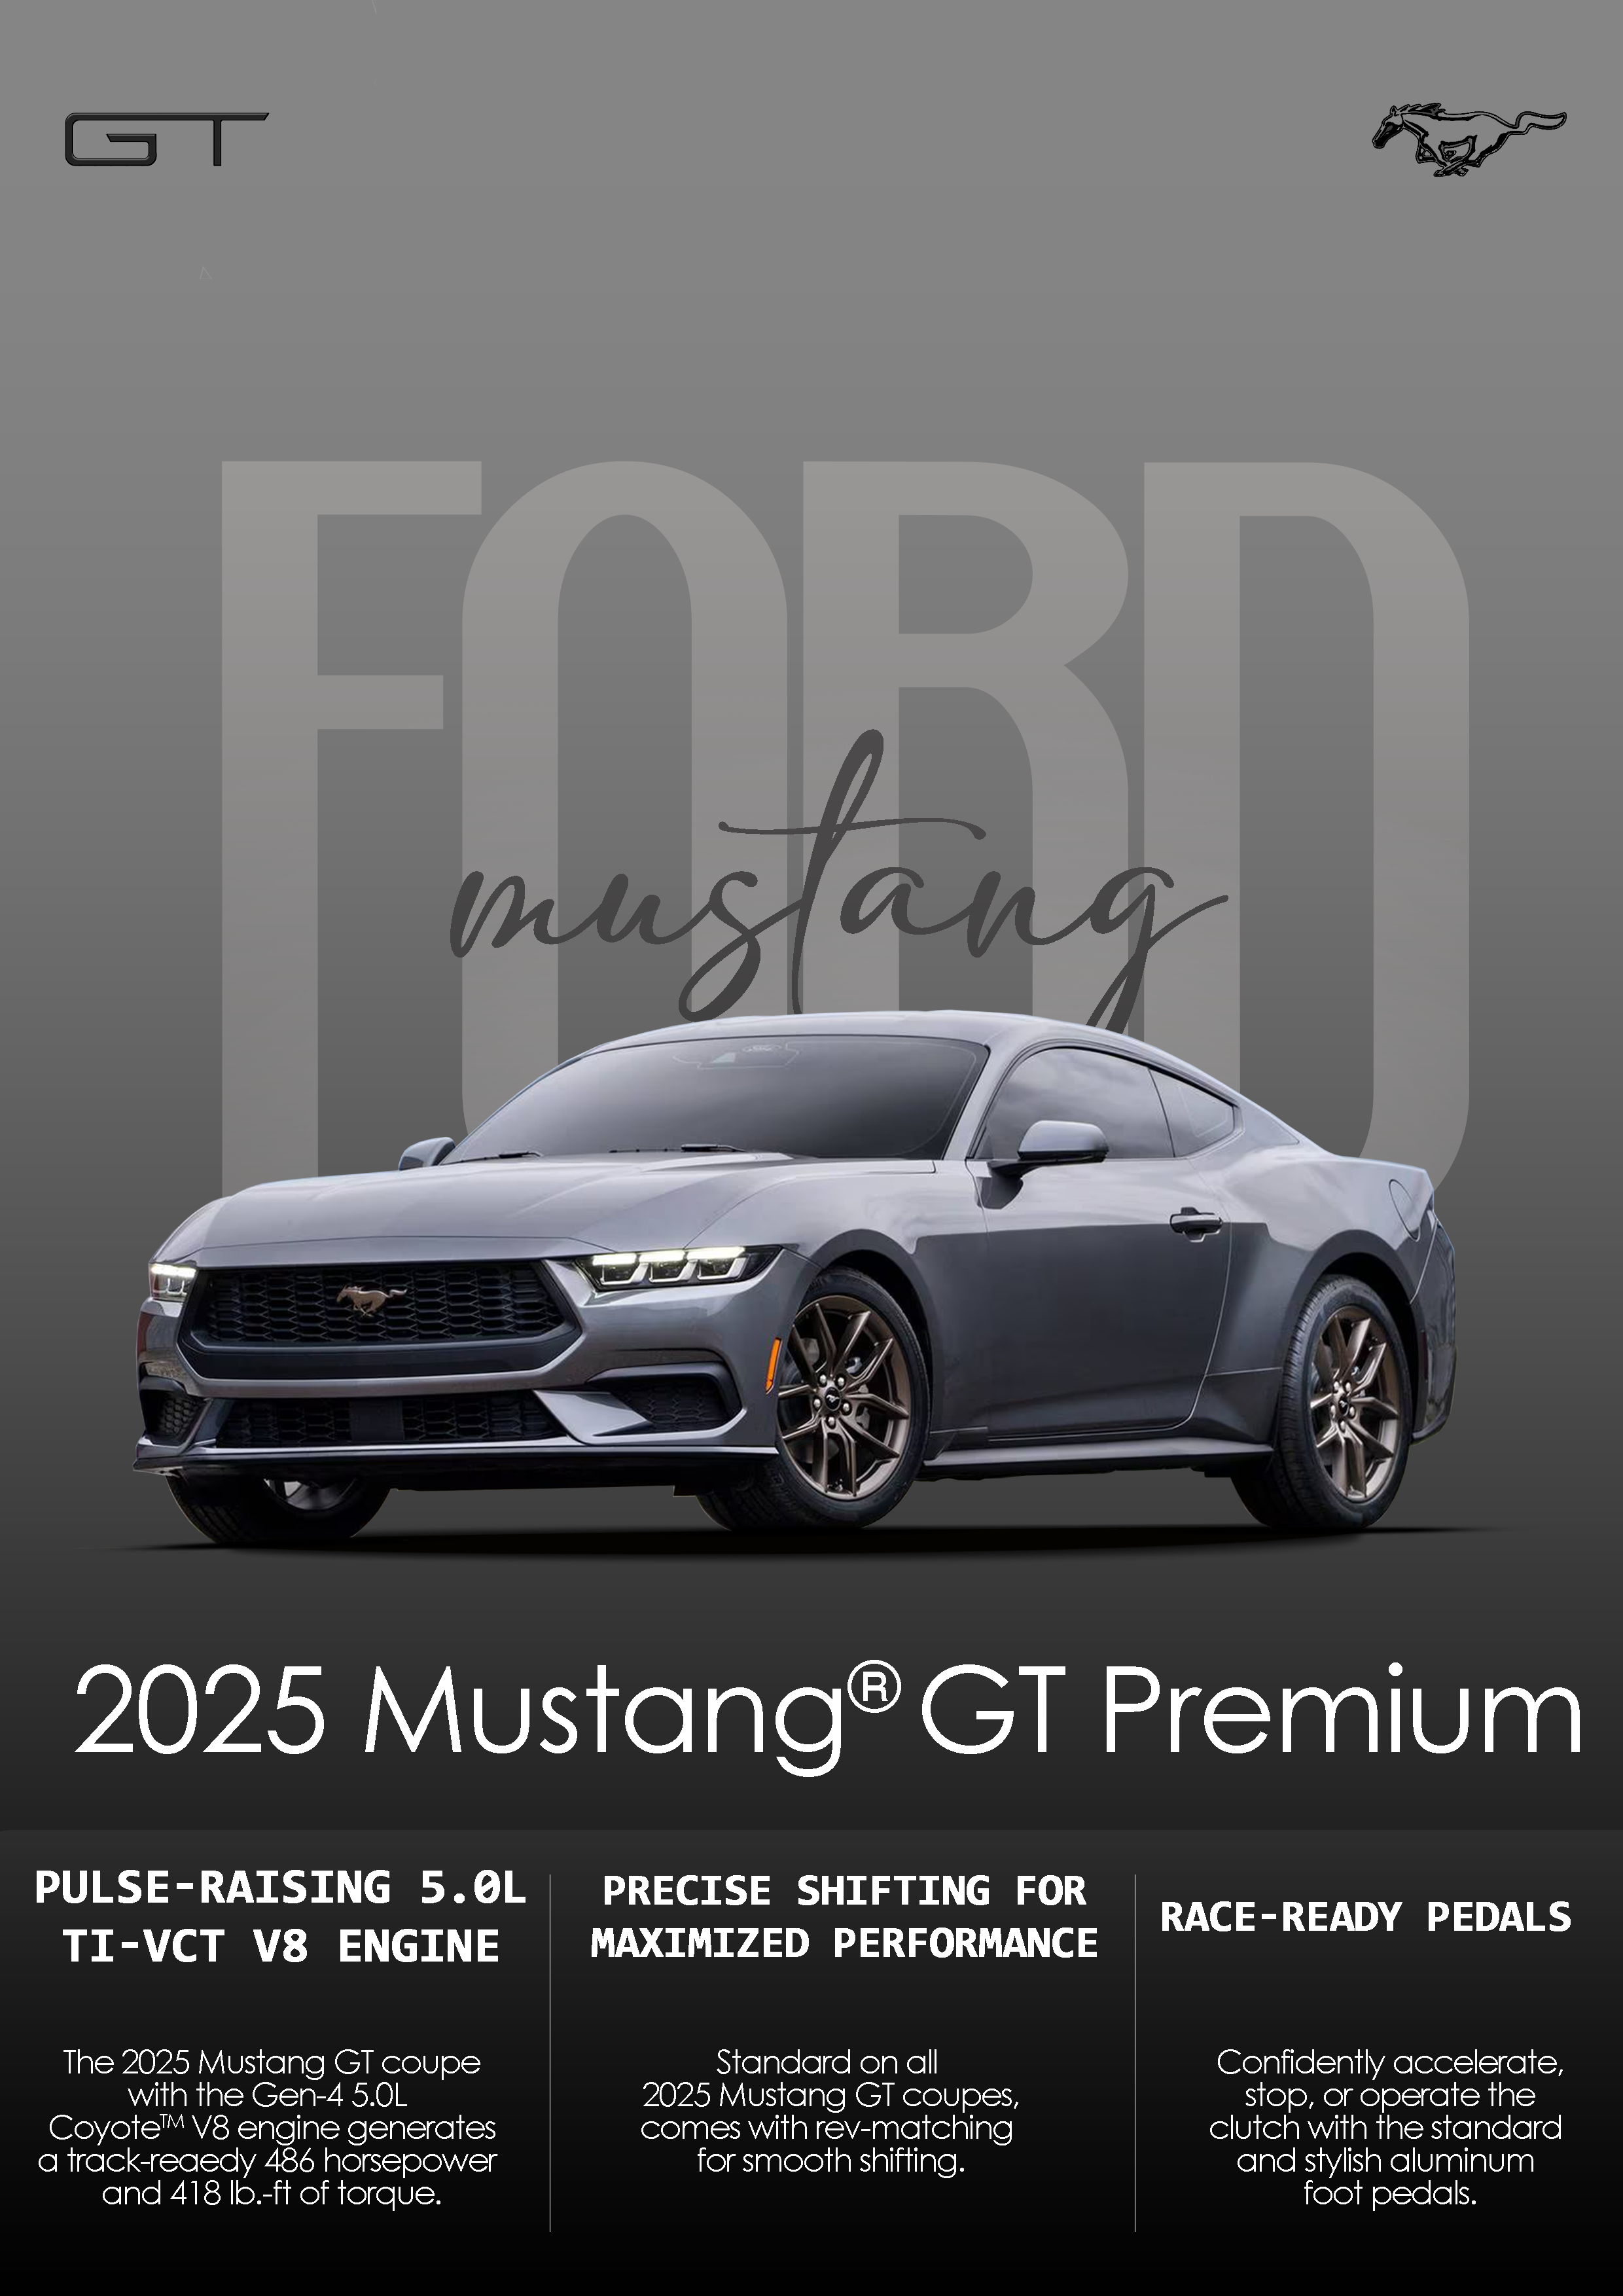 GT
FORD
mustang
2025 Mustang® GT Premium
PULSE-RAISING 5.0L
TI-VCT V8 ENGINE
The 2025 Mustang GT coupe
with the Gen-4 5.0L
Coyote™ V8 engine generates
a track-reaedy 486 horsepower
and 418 lb.-ft of torque.
PRECISE SHIFTING FOR
MAXIMIZED PERFORMANCE
Standard on all
2025 Mustang GT coupes,
comes with rev-matching
for smooth shifting.
RACE-READY PEDALS
Confidently accelerate,
stop, or operate the
clutch with the standard
and stylish aluminum
foot pedals.